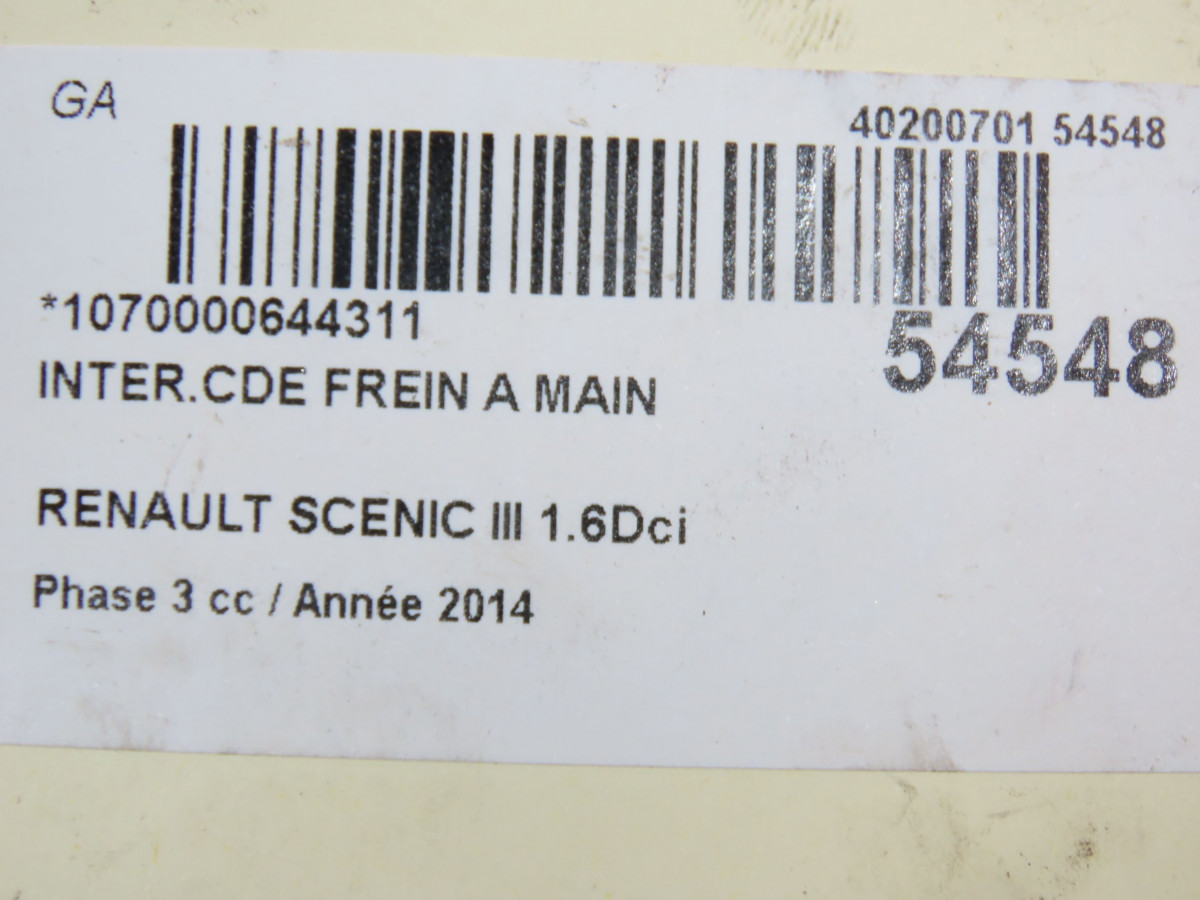 GA
40200701 54548
*1070000644311
54548
INTER.CDE FREIN A MAIN
RENAULT SCENIC III 1.6Dci
Phase 3 cc / Année 2014